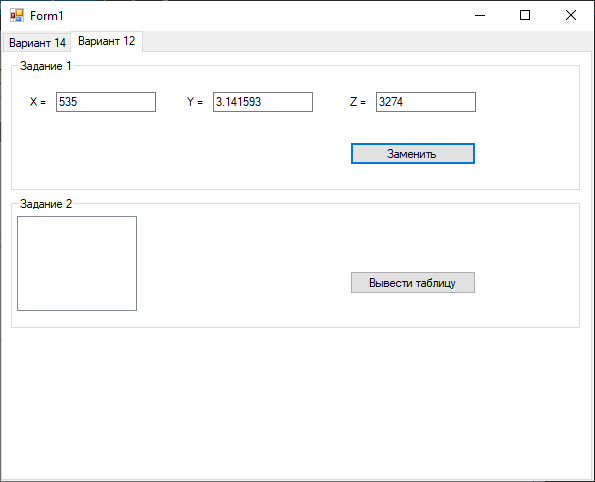 Form1
Вариант 14 Вариант 12
Задание 1
X = 535 Y = 3.141593 Z = 3274
Заменить
Задание 2
Вывести таблицу